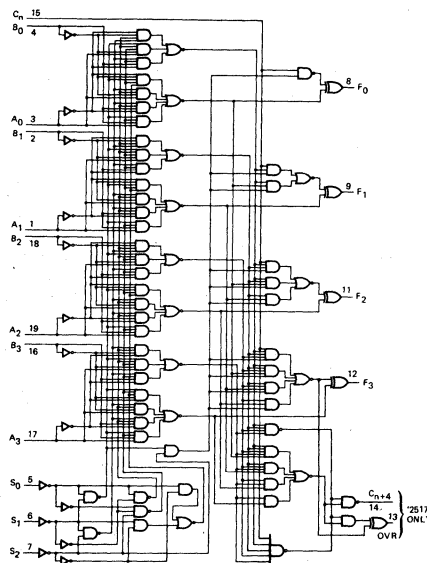 Cn 15
B0 4
A0 3
B1 2
A1 1
B2 18
A2 19
B3 16
A3 17
S0 5
S1 6
S2 7
8 F0
9 F1
11 F2
12 F3
Cn+4 14
13 OVR
'2517 ONL